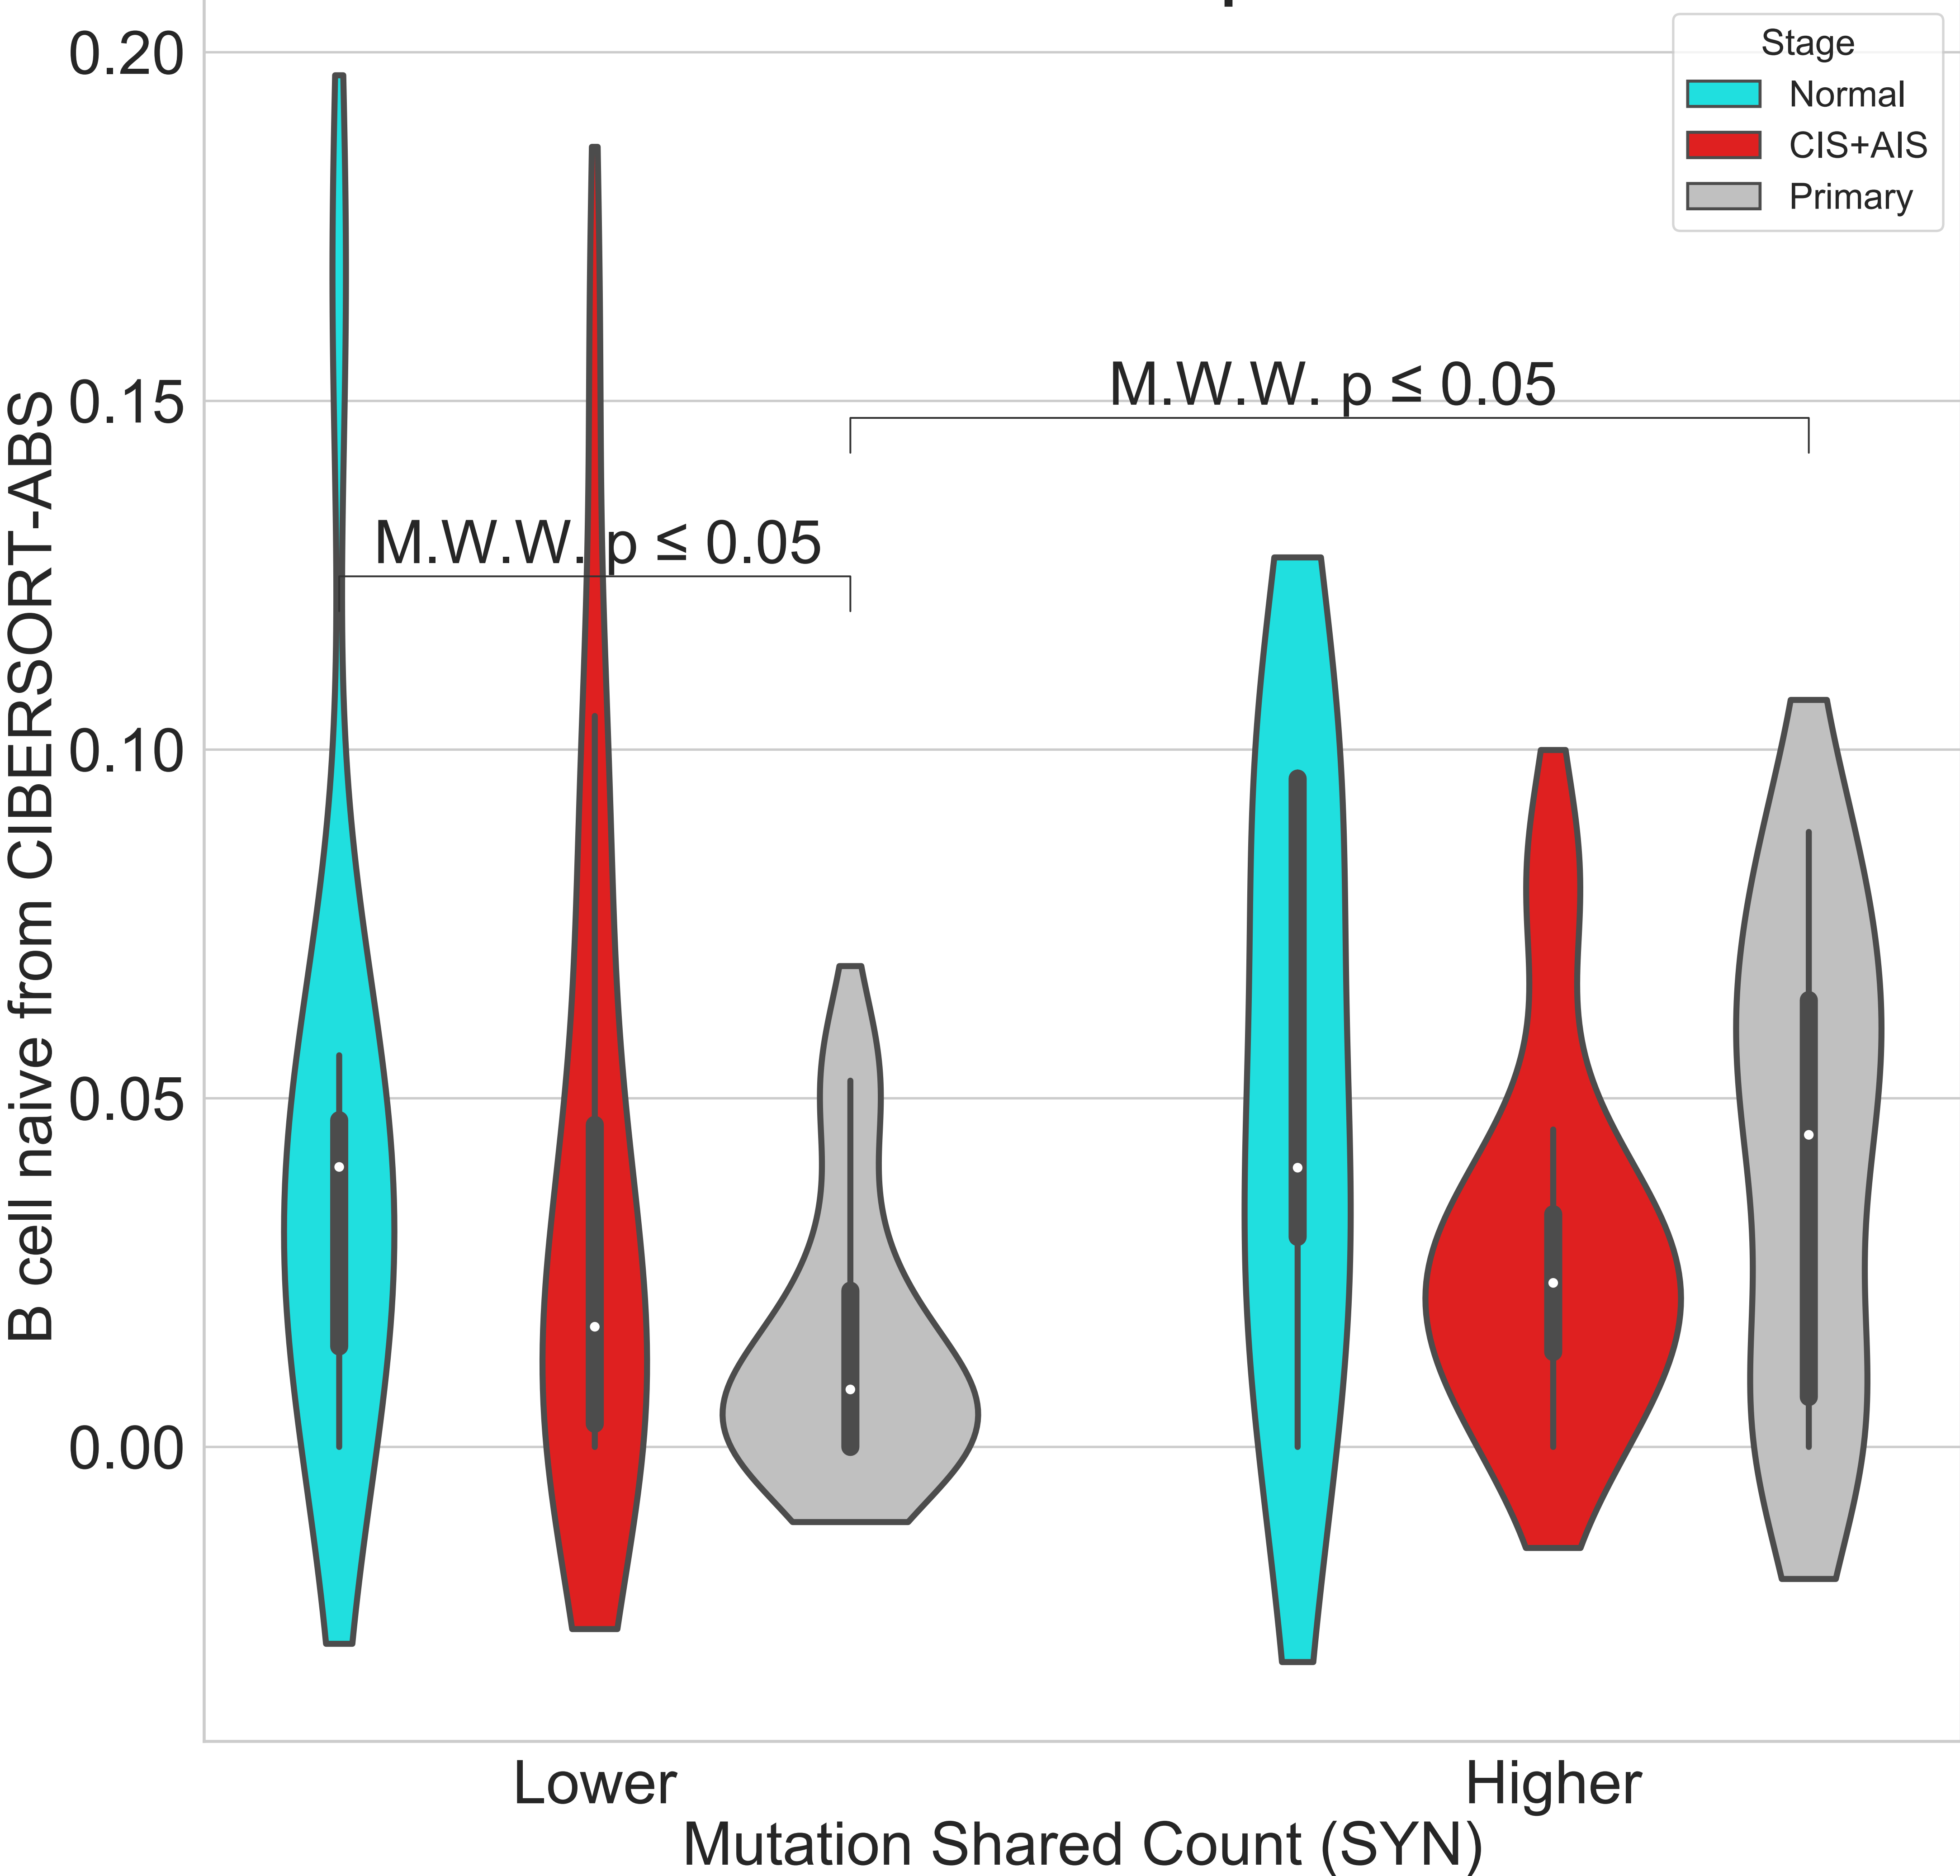 Stage
Normal
CIS+AIS
Primary
0.20
0.15
0.10
0.05
0.00
B cell naive from CIBERSORT-ABS
M.W.W. p ≤ 0.05
M.W.W. p ≤ 0.05
Lower
Higher
Mutation Shared Count (SYN)